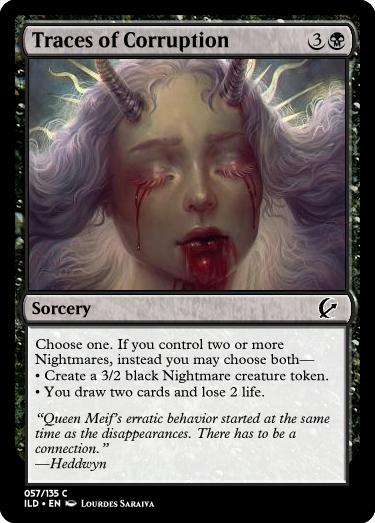 Traces of Corruption 3
Sorcery
Choose one. If you control two or more
Nightmares, instead you may choose both—
• Create a 3/2 black Nightmare creature token.
• You draw two cards and lose 2 life.
“Queen Meif’s erratic behavior started at the same
time as the disappearances. There has to be a
connection.”
—Heddwyn
057/135 C
ILD • EN Lourdes Saraiva